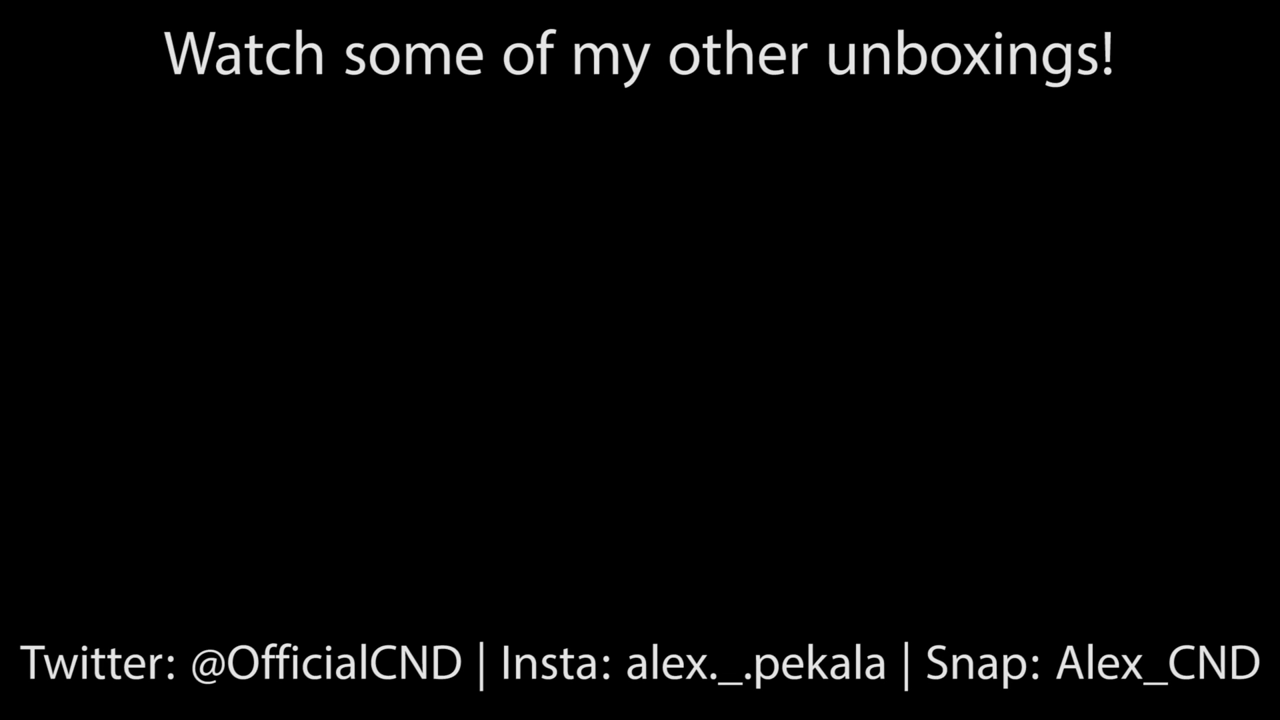 Watch some of my other unboxings!
Twitter: @OfficialCND | Insta: alex._.pekala | Snap: Alex_CND